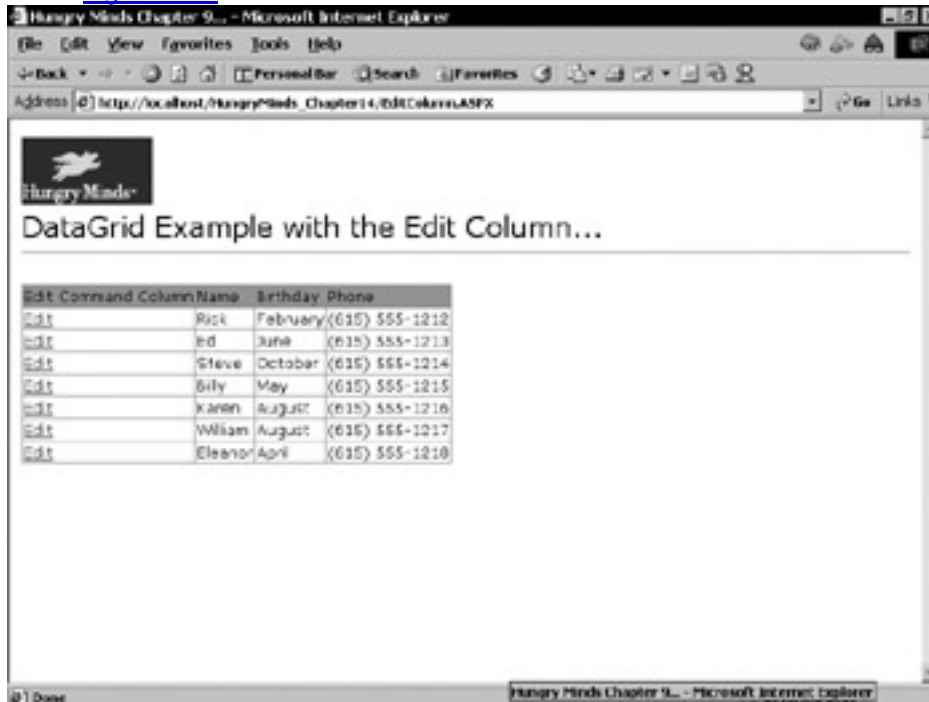 Hungry Minds Chapter 9... - Microsoft Internet Explorer
File Edit View Favorites Tools Help
Back Personal Bar Search Favorites
Address http://localhost/HungryMinds_Chapter14/EditColumn.ASPX Go Links
Hungry Minds
DataGrid Example with the Edit Column...
Edit Command Column Name Birthday Phone
Edit Rick February (615) 555-1212
Edit Ed June (615) 555-1213
Edit Steve October (615) 555-1214
Edit Billy May (615) 555-1215
Edit Karen August (615) 555-1216
Edit William August (615) 555-1217
Edit Eleanor April (615) 555-1218
Done
Hungry Minds Chapter 9... - Microsoft Internet Explorer